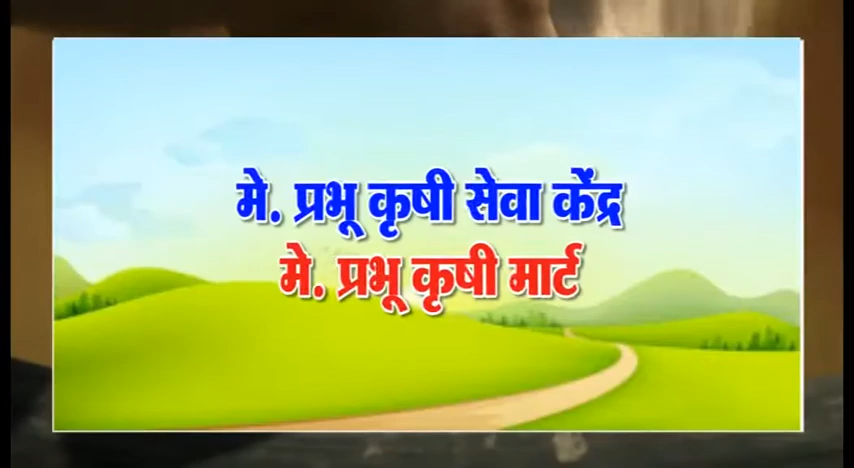 मे. प्रभू कृषी सेवा केंद्र
मे. प्रभू कृषी मार्ट